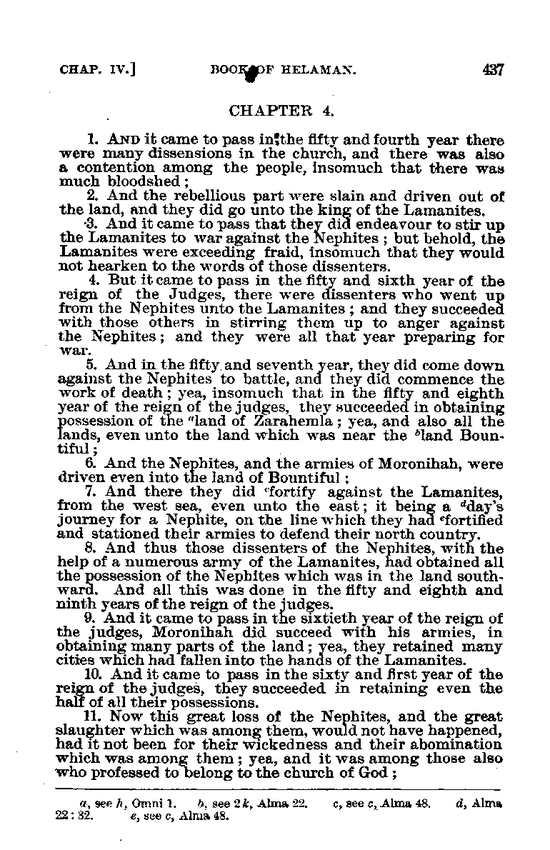 CHAP. IV.] BOOK OF HELAMAN. 437
CHAPTER 4.
1. AND it came to pass in the fifty and fourth year there
were many dissensions in the church, and there was also
a contention among the people, insomuch that there was
much bloodshed ;
2. And the rebellious part were slain and driven out of
the land, and they did go unto the king of the Lamanites.
3. And it came to pass that they did endeavour to stir up
the Lamanites to war against the Nephites ; but behold, the
Lamanites were exceeding fraid, insomuch that they would
not hearken to the words of those dissenters.
4. But it came to pass in the fifty and sixth year of the
reign of the Judges, there were dissenters who went up
from the Nephites unto the Lamanites ; and they succeeded
with those others in stirring them up to anger against
the Nephites ; and they were all that year preparing for
war.
5. And in the fifty and seventh year, they did come down
against the Nephites to battle, and they did commence the
work of death ; yea, insomuch that in the fifty and eighth
year of the reign of the judges, they succeeded in obtaining
possession of the ᵃland of Zarahemla ; yea, and also all the
lands, even unto the land which was near the ᵇland Boun-
tiful ;
6. And the Nephites, and the armies of Moronihah, were
driven even into the land of Bountiful ;
7. And there they did ᶜfortify against the Lamanites,
from the west sea, even unto the east ; it being a ᵈday's
journey for a Nephite, on the line which they had ᵉfortified
and stationed their armies to defend their north country.
8. And thus those dissenters of the Nephites, with the
help of a numerous army of the Lamanites, had obtained all
the possession of the Nephites which was in the land south-
ward. And all this was done in the fifty and eighth and
ninth years of the reign of the judges.
9. And it came to pass in the sixtieth year of the reign of
the judges, Moronihah did succeed with his armies, in
obtaining many parts of the land ; yea, they retained many
cities which had fallen into the hands of the Lamanites.
10. And it came to pass in the sixty and first year of the
reign of the judges, they succeeded in retaining even the
half of all their possessions.
11. Now this great loss of the Nephites, and the great
slaughter which was among them, would not have happened,
had it not been for their wickedness and their abomination
which was among them ; yea, and it was among those also
who professed to belong to the church of God ;
a, see h, Omni 1. b, see 2 k, Alma 22. c, see c, Alma 48. d, Alma
22 : 32. e, see c, Alma 48.